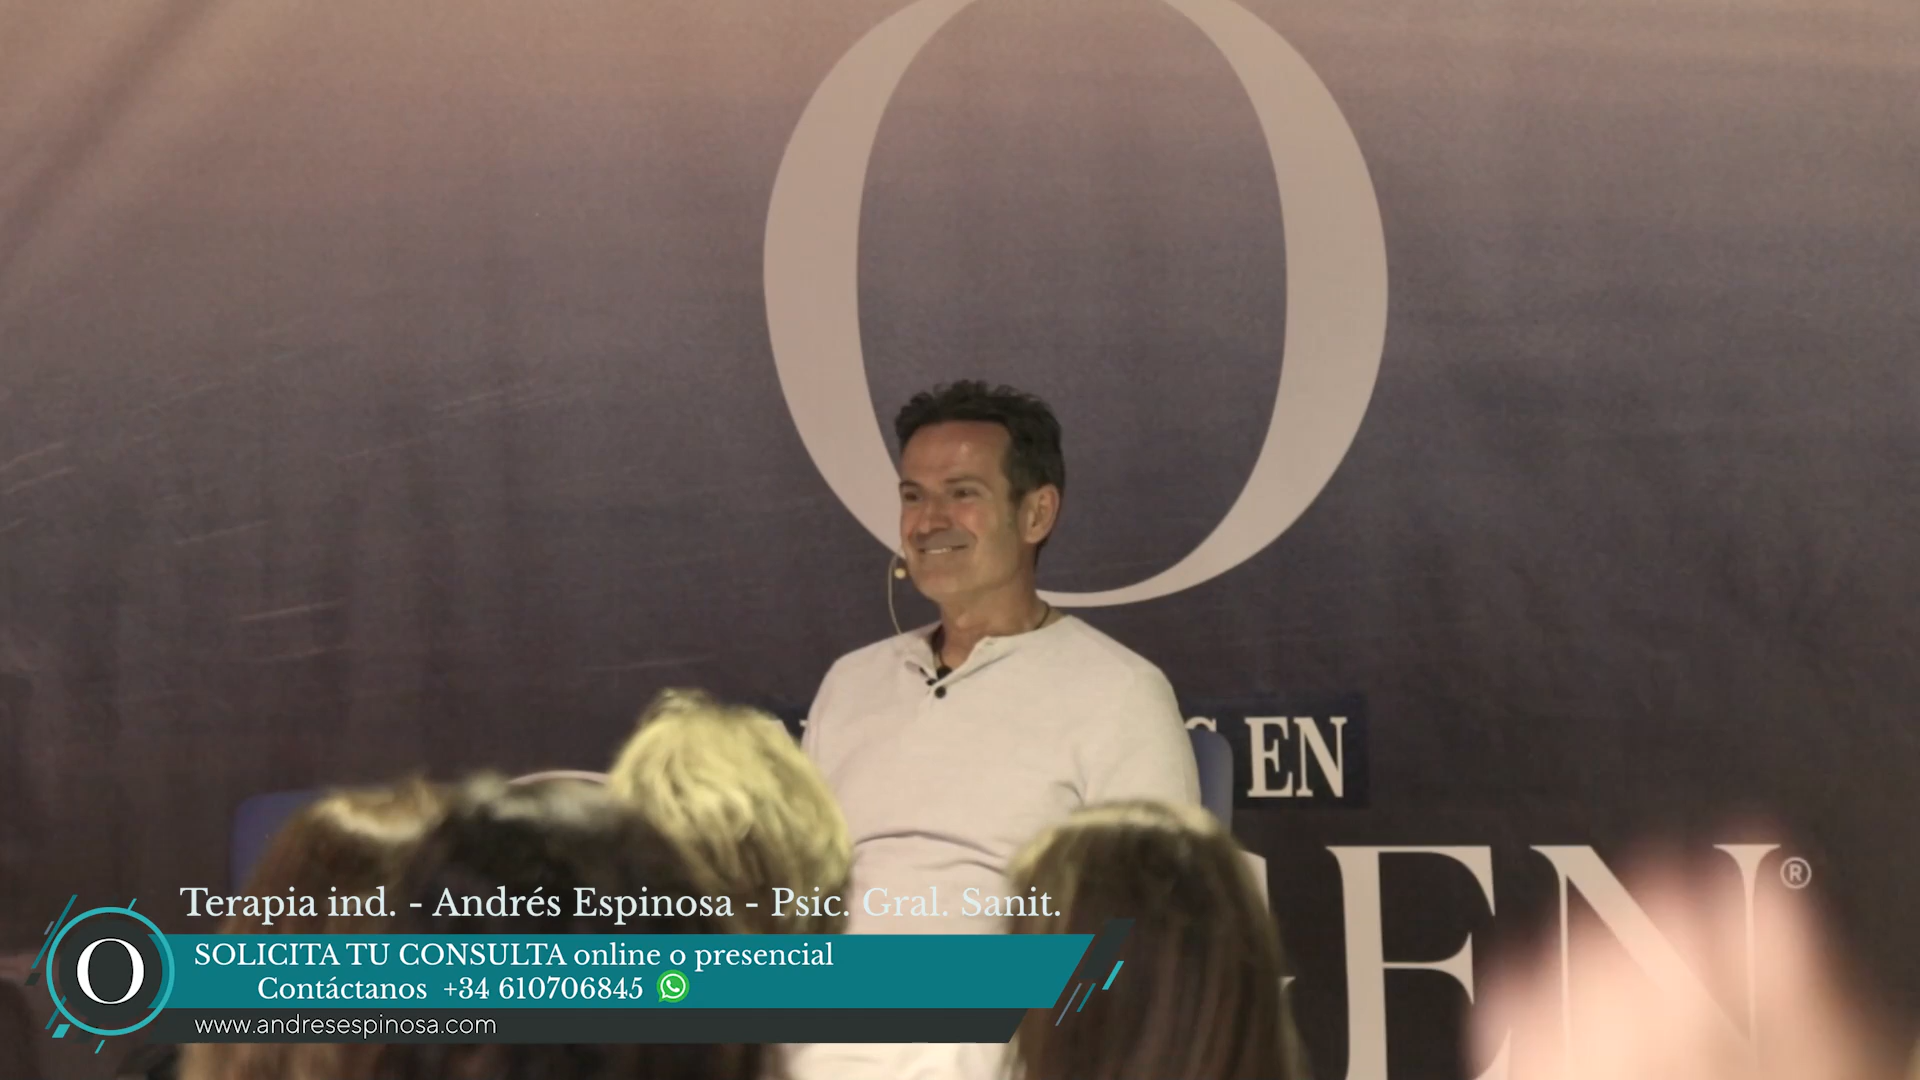 O
EN
GEN®
Terapia ind. - Andrés Espinosa - Psic. Gral. Sanit.
SOLICITA TU CONSULTA online o presencial
Contáctanos +34 610706845
O
www.andresespinosa.com